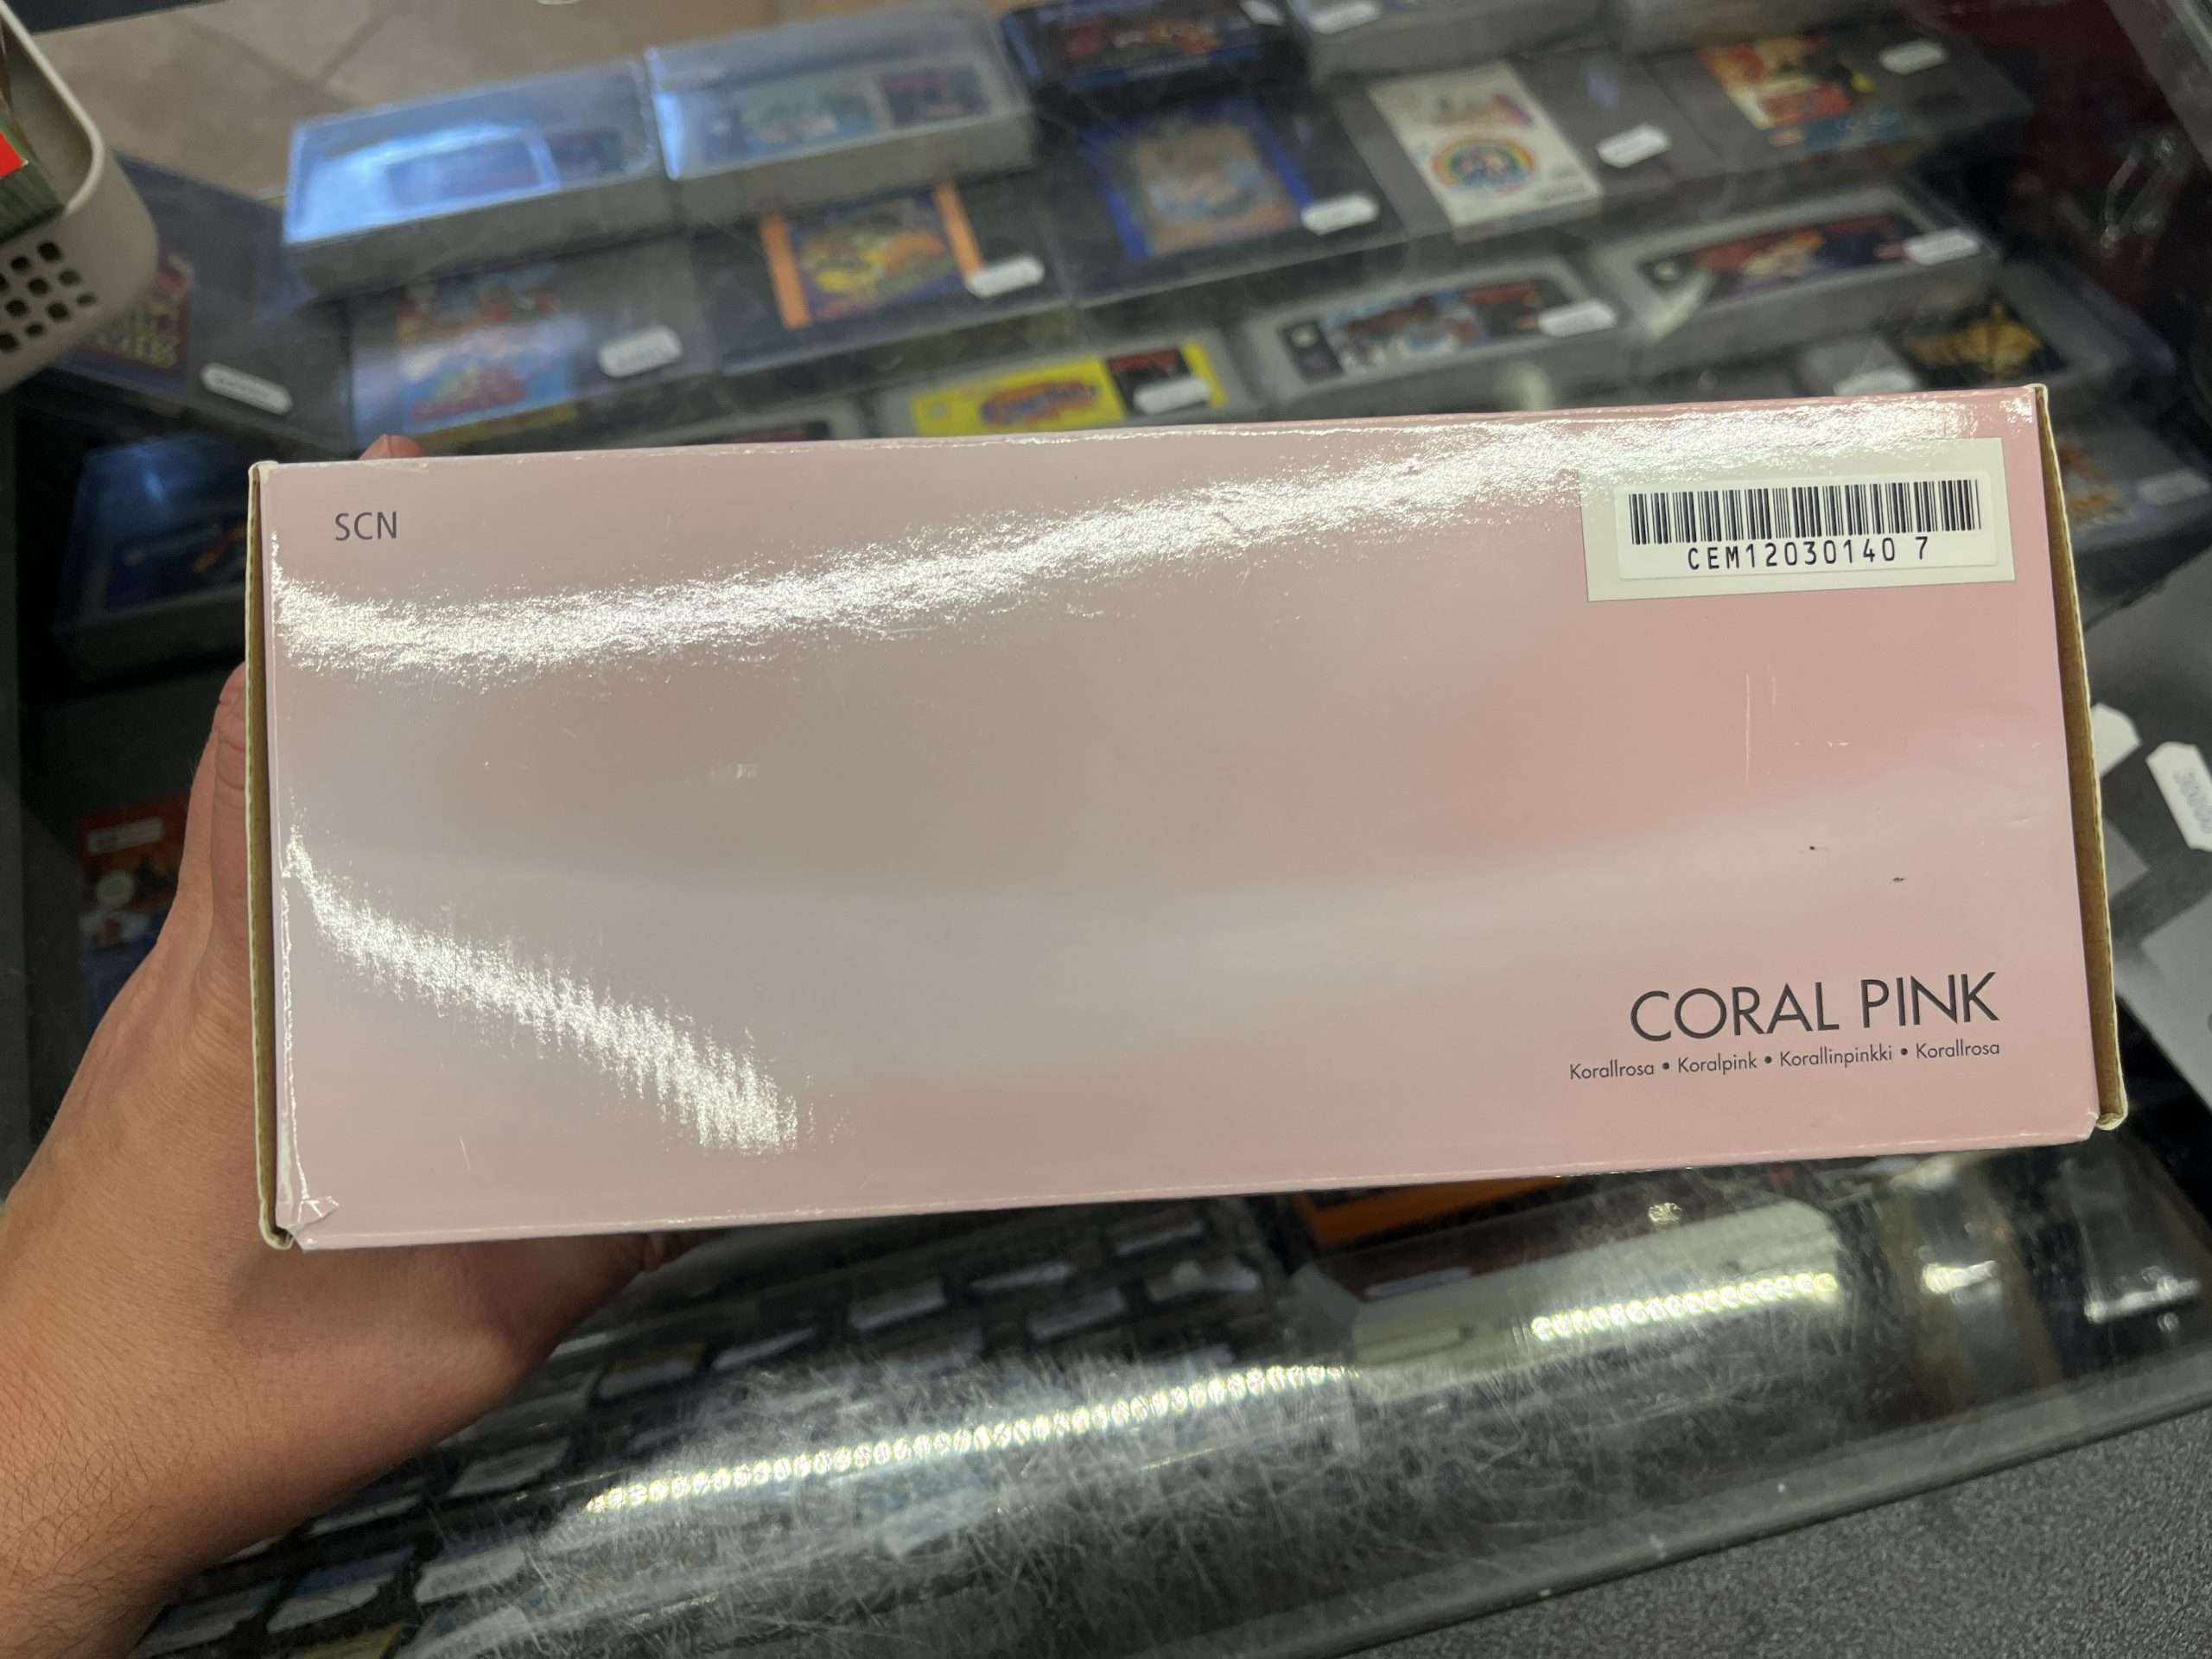 SCN
CEM12030140 7
CORAL PINK
Korallrosa • Koralpink • Korallinpinkki • Korallrosa